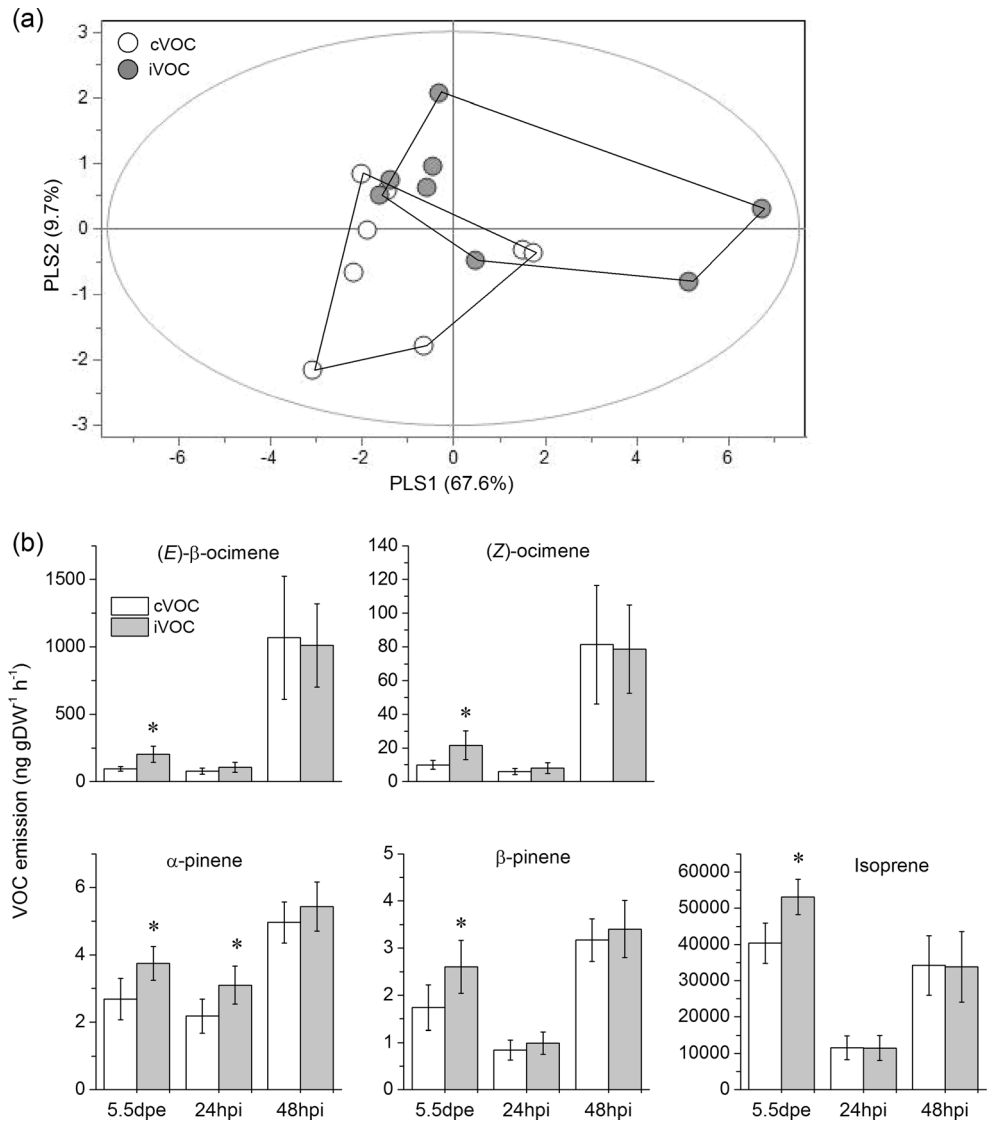 (a)
cVOC
iVOC
3
2
1
0
-1
-2
-3
PLS2 (9.7%)
-6 -4 -2 0 2 4 6
PLS1 (67.6%)
(b)
VOC emission (ng gDW⁻¹ h⁻¹)
(E)-β-ocimene
cVOC
iVOC
1500
1000
500
0
*
(Z)-ocimene
140
120
100
80
60
40
20
0
*
α-pinene
6
4
2
0
* *
5.5dpe 24hpi 48hpi
β-pinene
5
4
3
2
1
0
*
5.5dpe 24hpi 48hpi
Isoprene
60000
50000
40000
30000
20000
10000
0
*
5.5dpe 24hpi 48hpi